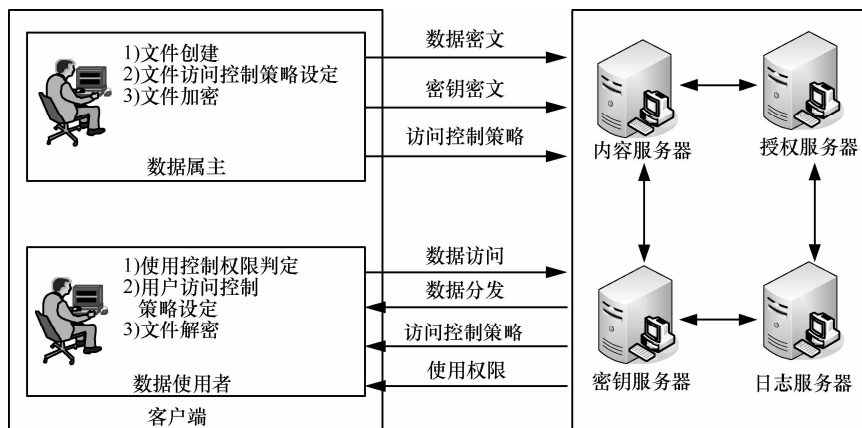 1)文件创建
2)文件访问控制策略设定
3)文件加密
数据属主
数据密文
密钥密文
访问控制策略
内容服务器
授权服务器
1)使用控制权限判定
2)用户访问控制
策略设定
3)文件解密
数据使用者
客户端
数据访问
数据分发
访问控制策略
使用权限
密钥服务器
日志服务器